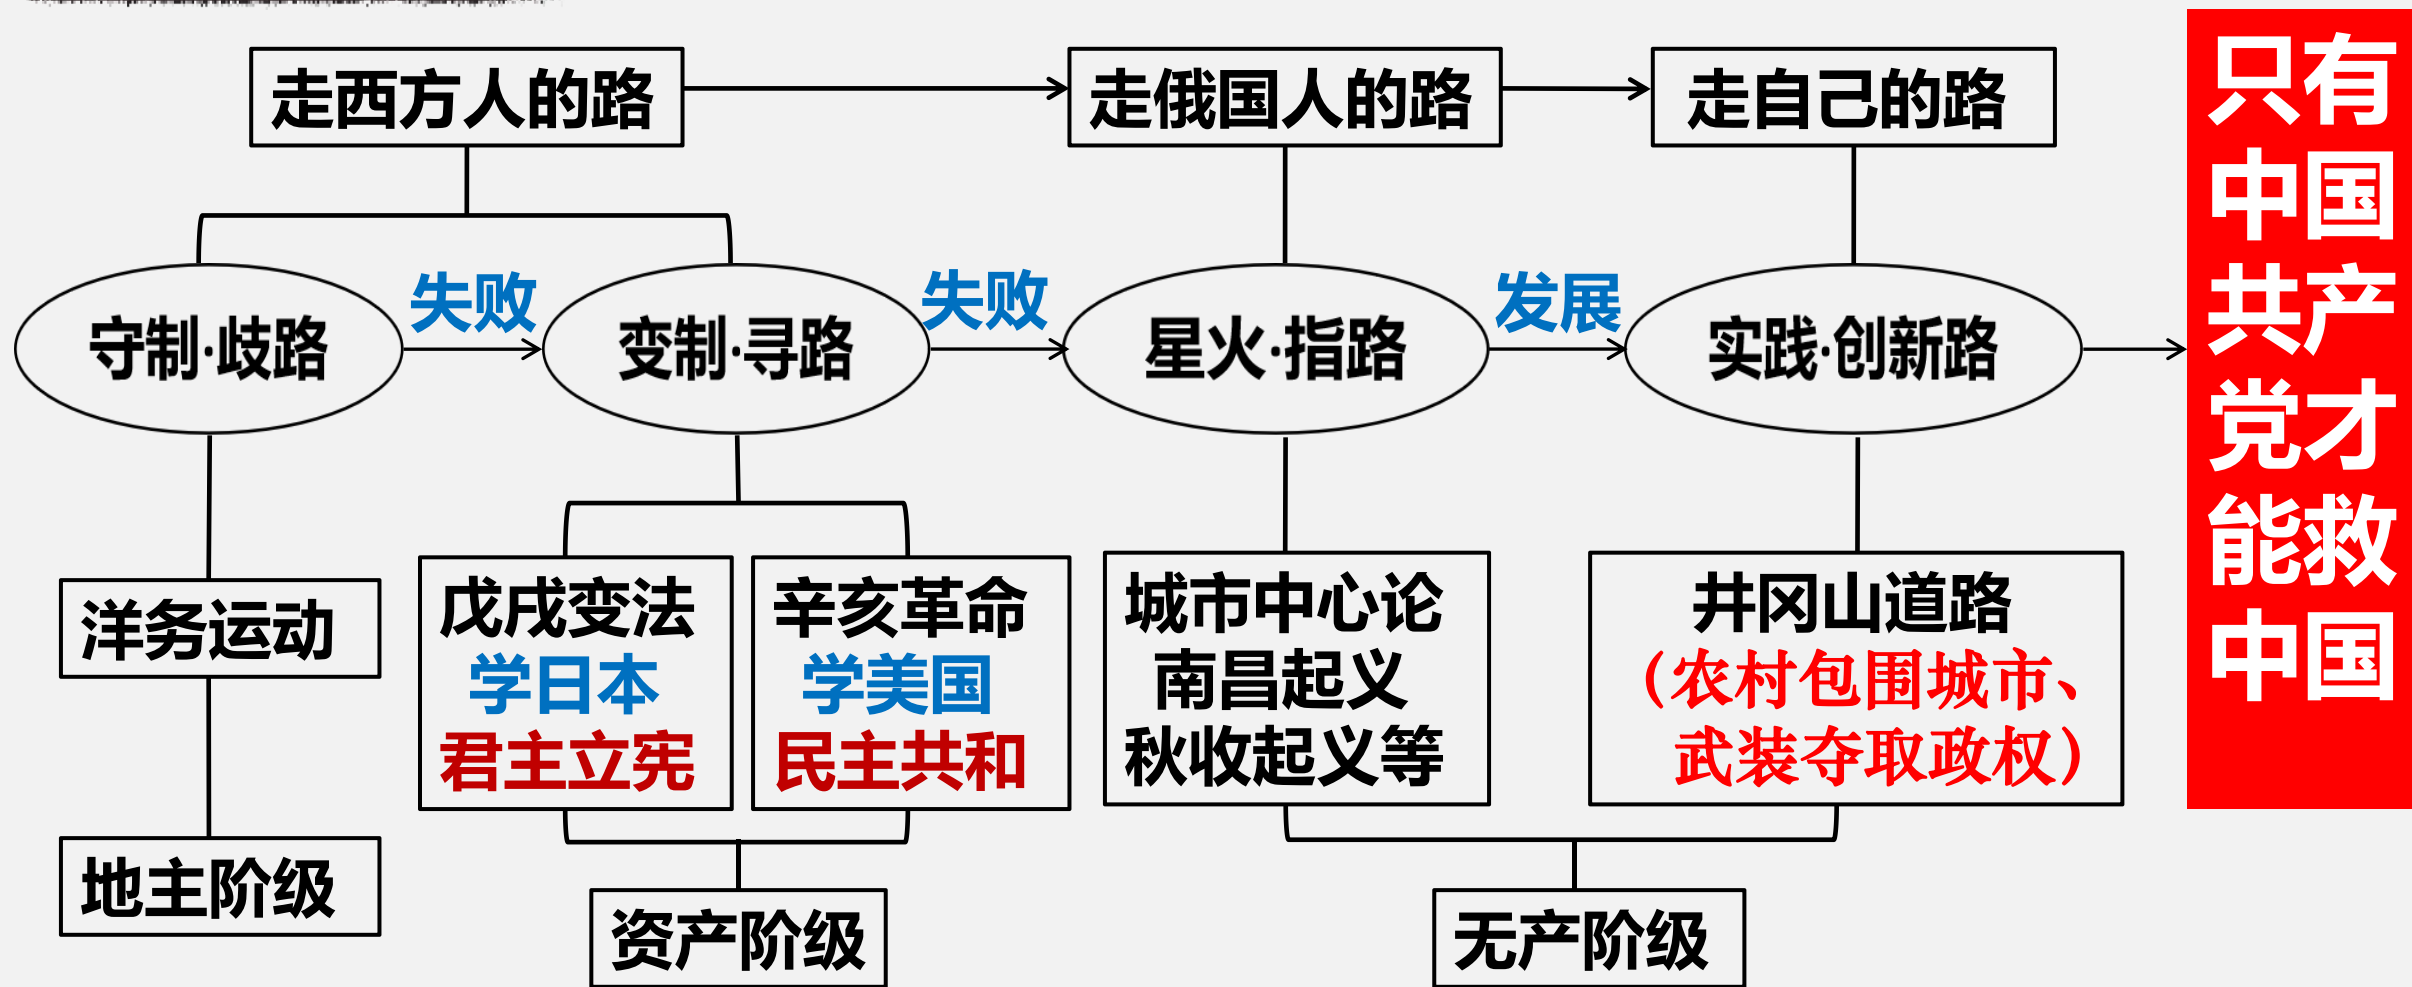 走西方人的路
走俄国人的路
走自己的路
守制·歧路
失败
变制·寻路
失败
星火·指路
发展
实践·创新路
洋务运动
戊戌变法
学日本
君主立宪
辛亥革命
学美国
民主共和
城市中心论
南昌起义
秋收起义等
井冈山道路
（农村包围城市、
武装夺取政权）
地主阶级
资产阶级
无产阶级
只有
中国
共产
党才
能救
中国